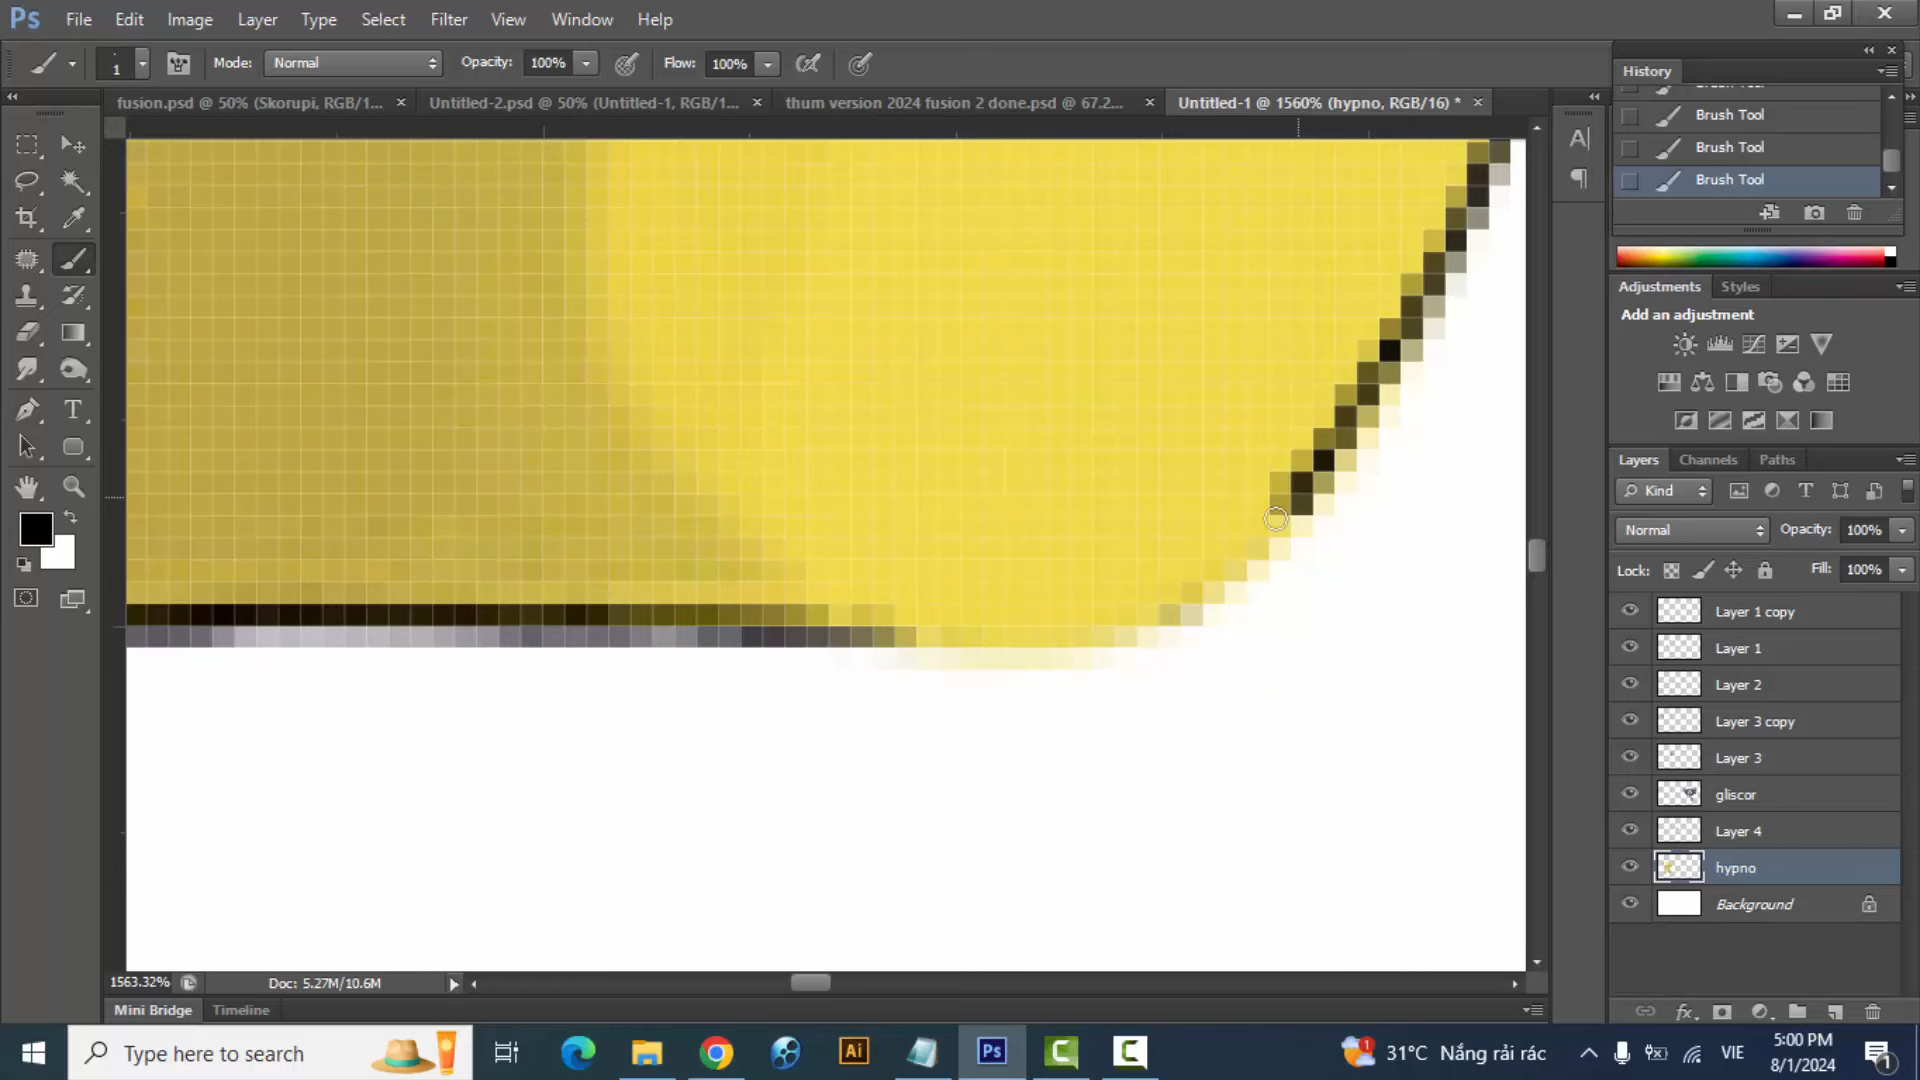 Ps File Edit Image Layer Type Select Filter View Window Help
1 Mode: Normal Opacity: 100% Flow: 100%
fusion.psd @ 50% (Skorupi, RGB/1... × Untitled-2.psd @ 50% (Untitled-1, RGB/1... × thum version 2024 fusion 2 done.psd @ 67.2... × Untitled-1 @ 1560% (hypno, RGB/16) * ×
History
Brush Tool
Brush Tool
Brush Tool
Adjustments Styles
Add an adjustment
Layers Channels Paths
Kind
Normal Opacity: 100%
Lock: Fill: 100%
Layer 1 copy
Layer 1
Layer 2
Layer 3 copy
Layer 3
gliscor
Layer 4
hypno
Background
1563.32% Doc: 5.27M/10.6M
Mini Bridge Timeline
Type here to search
Ai
Ps
31°C Nắng rải rác
VIE
5:00 PM
8/1/2024